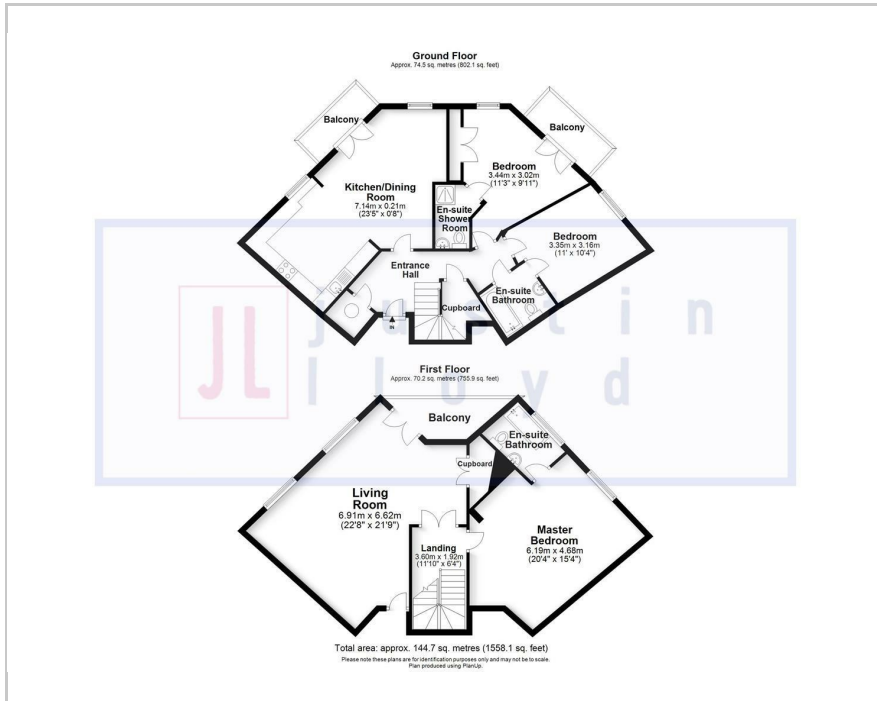 Ground Floor
Approx. 74.5 sq. metres (802.1 sq. feet)
Balcony
Balcony
Kitchen/Dining
Room
7.14m x 0.21m
(23'5" x 0'8")
Bedroom
3.44m x 3.02m
(11'3" x 9'11")
En-suite
Shower
Room
Bedroom
3.35m x 3.16m
(11' x 10'4")
Entrance
Hall
En-suite
Bathroom
Cupboard
IN
JL justin
lloyd
First Floor
Approx. 70.2 sq. metres (755.9 sq. feet)
Balcony
En-suite
Bathroom
Cupboard
Living
Room
6.91m x 6.62m
(22'8" x 21'9")
Landing
3.60m x 1.92m
(11'10" x 6'4")
Master
Bedroom
6.19m x 4.68m
(20'4" x 15'4")
Total area: approx. 144.7 sq. metres (1558.1 sq. feet)
Please note these plans are for identification purposes only and may not be to scale.
Plan produced using PlanUp.